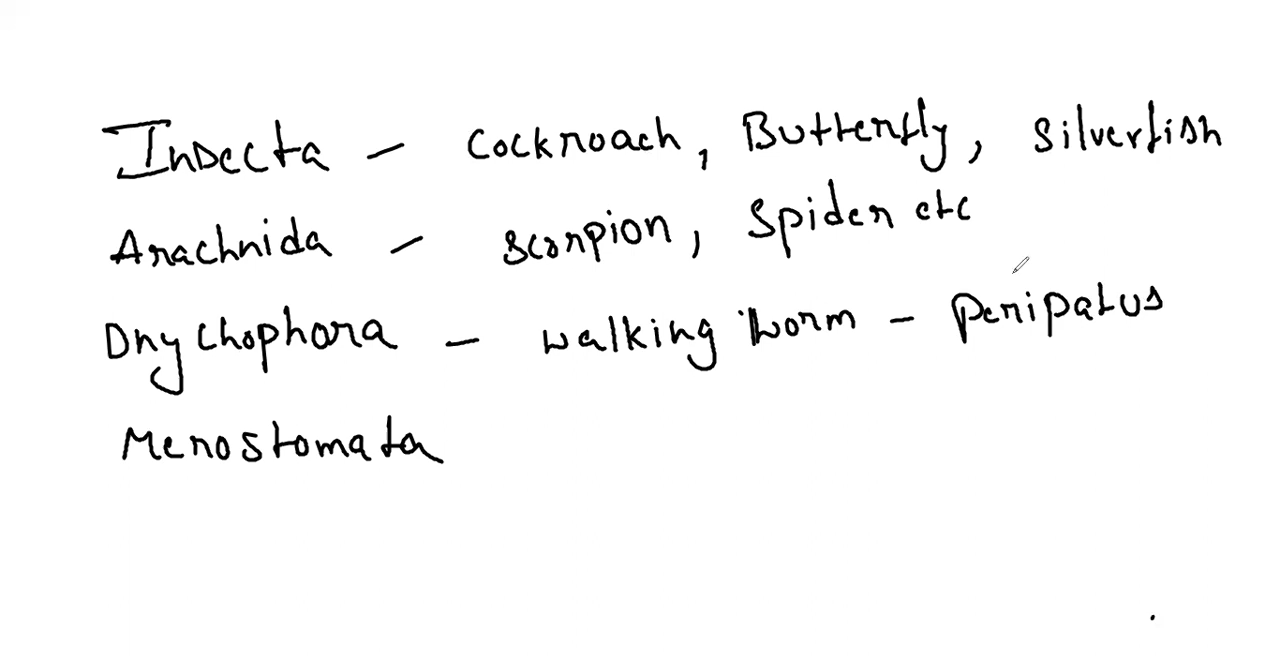 Insecta - Cockroach, Butterfly, Silverfish
Arachnida - Scorpion, Spider etc
Onychophora - walking worm - Peripatus
Merostomata